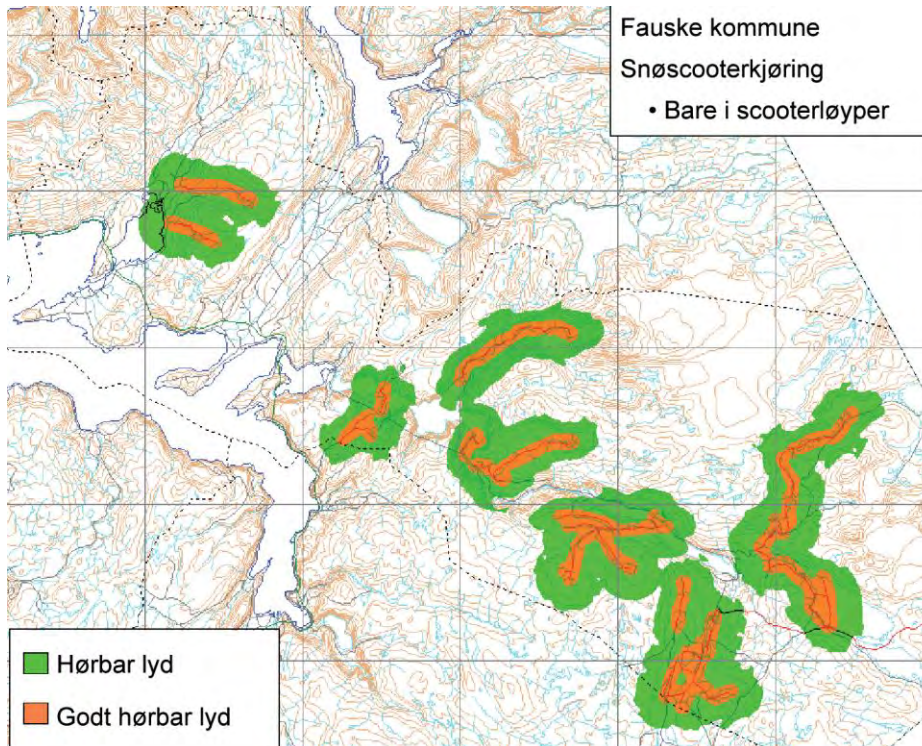 Fauske kommune
Snøscooterkjøring
• Bare i scooterløyper
Hørbar lyd
Godt hørbar lyd